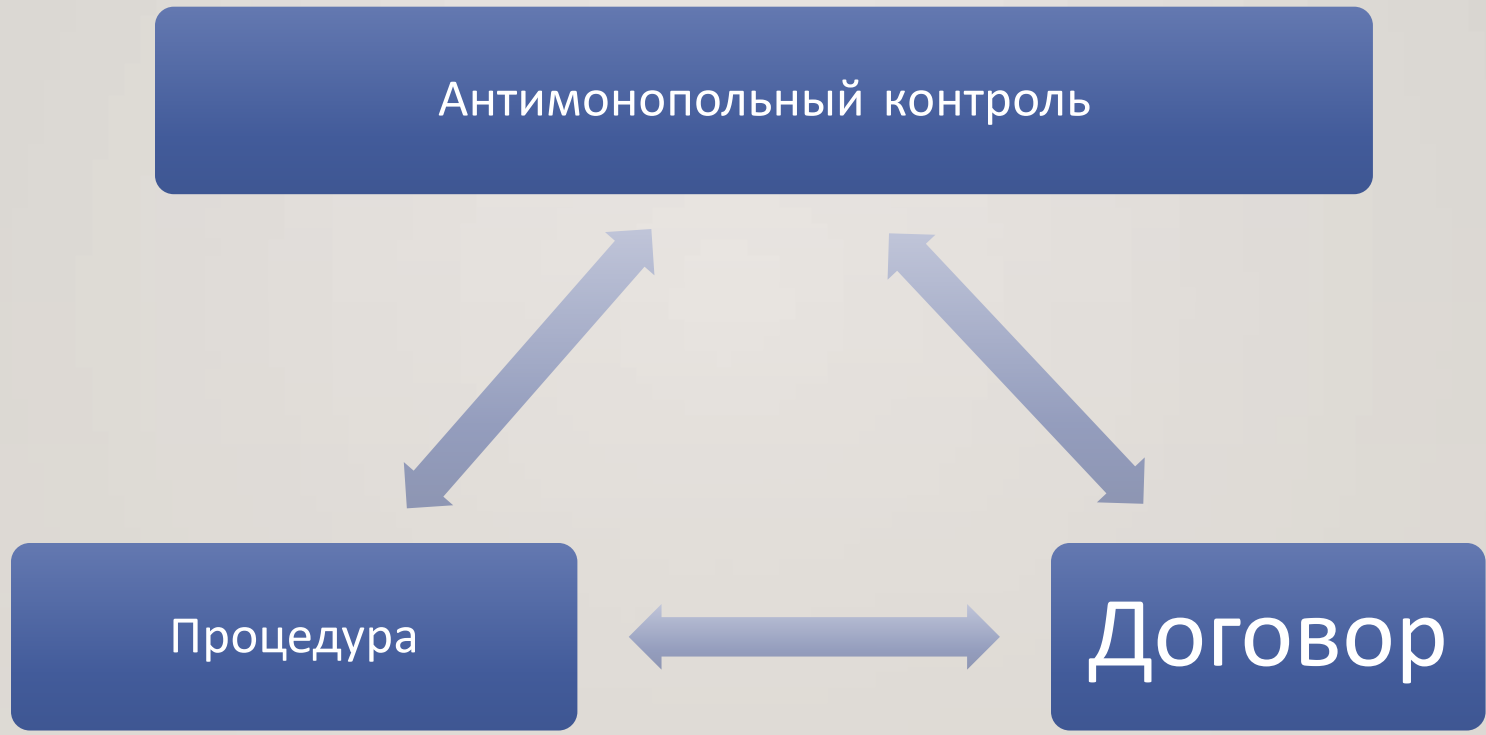 Антимонопольный контроль
Процедура
Договор